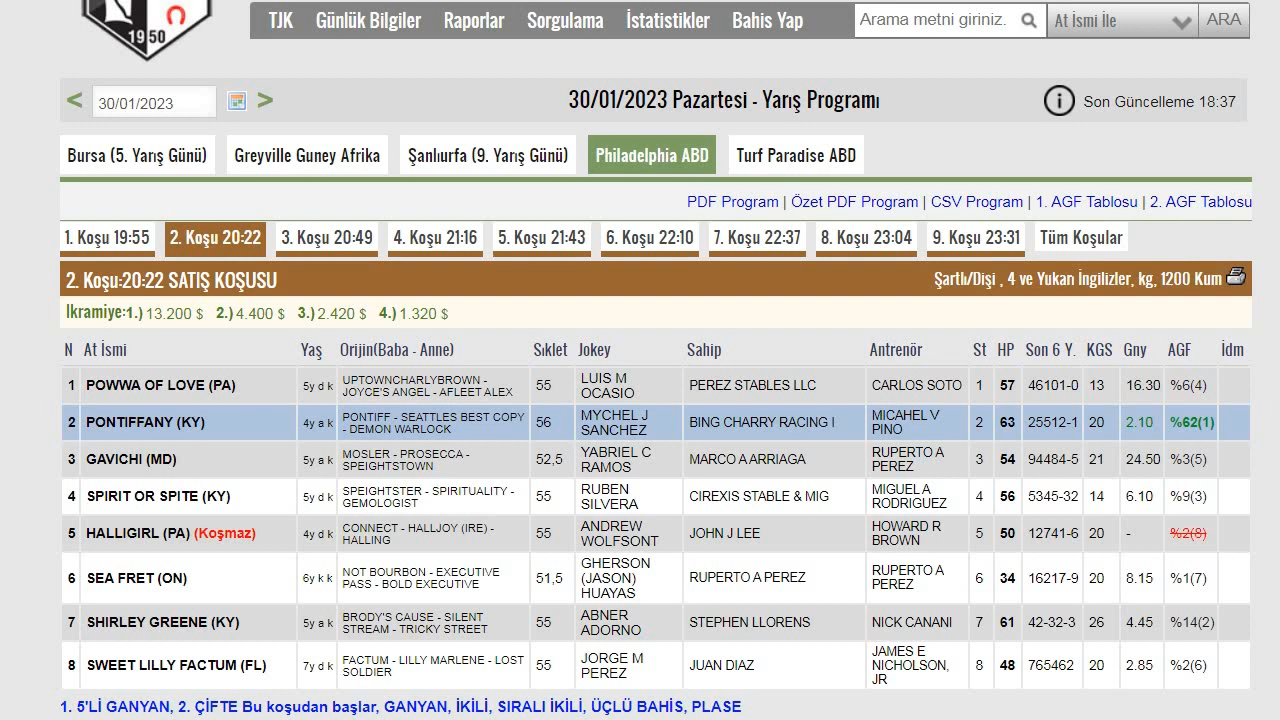 1950
TJK Günlük Bilgiler Raporlar Sorgulama İstatistikler Bahis Yap Arama metni giriniz. At İsmi İle ARA
< 30/01/2023 > 30/01/2023 Pazartesi - Yarış Programı Son Güncelleme 18:37
Bursa (5. Yarış Günü) Greyville Guney Afrika Şanlıurfa (9. Yarış Günü) Philadelphia ABD Turf Paradise ABD
PDF Program | Özet PDF Program | CSV Program | 1. AGF Tablosu | 2. AGF Tablosu
1. Koşu 19:55 2. Koşu 20:22 3. Koşu 20:49 4. Koşu 21:16 5. Koşu 21:43 6. Koşu 22:10 7. Koşu 22:37 8. Koşu 23:04 9. Koşu 23:31 Tüm Koşular
2. Koşu:20:22 SATIŞ KOŞUSU Şartlı/Dişi , 4 ve Yukarı İngilizler, kg, 1200 Kum
Ikramiye:1.) 13.200 $ 2.) 4.400 $ 3.) 2.420 $ 4.) 1.320 $
N At İsmi Yaş Orijin(Baba - Anne) Sıklet Jokey Sahip Antrenör St HP Son 6 Y. KGS Gny AGF İdm
1 POWWA OF LOVE (PA) 5y d k UPTOWNCHARLYBROWN - JOYCE'S ANGEL - AFLEET ALEX 55 LUIS M OCASIO PEREZ STABLES LLC CARLOS SOTO 1 57 46101-0 13 16.30 %6(4)
2 PONTIFFANY (KY) 4y a k PONTIFF - SEATTLES BEST COPY - DEMON WARLOCK 56 MYCHEL J SANCHEZ BING CHARRY RACING I MICAHEL V PINO 2 63 25512-1 20 2.10 %62(1)
3 GAVICHI (MD) 5y a k MOSLER - PROSECCA - SPEIGHTSTOWN 52,5 YABRIEL C RAMOS MARCO A ARRIAGA RUPERTO A PEREZ 3 54 94484-5 21 24.50 %3(5)
4 SPIRIT OR SPITE (KY) 5y d k SPEIGHTSTER - SPIRITUALITY - GEMOLOGIST 55 RUBEN SILVERA CIREXIS STABLE & MIG MIGUEL A RODRIGUEZ 4 56 5345-32 14 6.10 %9(3)
5 HALLIGIRL (PA) (Koşmaz) 4y d k CONNECT - HALLJOY (IRE) - HALLING 55 ANDREW WOLFSONT JOHN J LEE HOWARD R BROWN 5 50 12741-6 20 - %2(8)
6 SEA FRET (ON) 6y k k NOT BOURBON - EXECUTIVE PASS - BOLD EXECUTIVE 51,5 GHERSON (JASON) HUAYAS RUPERTO A PEREZ RUPERTO A PEREZ 6 34 16217-9 20 8.15 %1(7)
7 SHIRLEY GREENE (KY) 5y a k BRODY'S CAUSE - SILENT STREAM - TRICKY STREET 55 ABNER ADORNO STEPHEN LLORENS NICK CANANI 7 61 42-32-3 26 4.45 %14(2)
8 SWEET LILLY FACTUM (FL) 7y d k FACTUM - LILLY MARLENE - LOST SOLDIER 55 JORGE M PEREZ JUAN DIAZ JAMES E NICHOLSON, JR 8 48 765462 20 2.85 %2(6)
1. 5'Lİ GANYAN, 2. ÇİFTE Bu koşudan başlar, GANYAN, İKİLİ, SIRALI İKİLİ, ÜÇLÜ BAHİS, PLASE